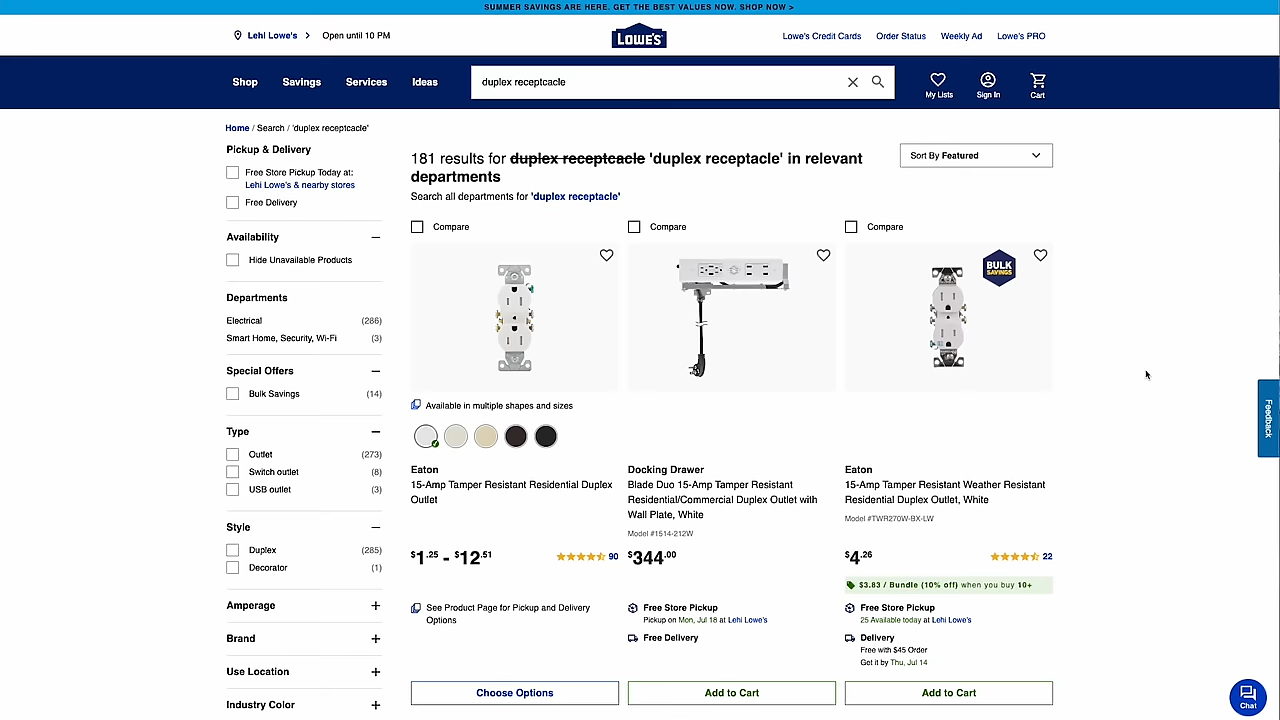 SUMMER SAVINGS ARE HERE. GET THE BEST VALUES NOW. SHOP NOW >
Lehi Lowe's
Open until 10 PM
LOWE'S
Lowe's Credit Cards
Order Status
Weekly Ad
Lowe's PRO
Shop
Savings
Services
Ideas
duplex receptcacle
My Lists
Sign In
Cart
Home / Search / 'duplex receptcacle'
Pickup & Delivery
Free Store Pickup Today at:
Lehi Lowe's & nearby stores
Free Delivery
Availability
Hide Unavailable Products
Departments
Electrical (286)
Smart Home, Security, Wi-Fi (3)
Special Offers
Bulk Savings (14)
Type
Outlet (273)
Switch outlet (8)
USB outlet (3)
Style
Duplex (285)
Decorator (1)
Amperage
Brand
Use Location
Industry Color
181 results for duplex receptcacle 'duplex receptacle' in relevant
departments
Search all departments for 'duplex receptacle'
Sort By Featured
Compare
Available in multiple shapes and sizes
Eaton
15-Amp Tamper Resistant Residential Duplex
Outlet
$1.25 - $12.51
90
See Product Page for Pickup and Delivery
Options
Choose Options
Compare
Docking Drawer
Blade Duo 15-Amp Tamper Resistant
Residential/Commercial Duplex Outlet with
Wall Plate, White
Model #1514-212W
$344.00
Free Store Pickup
Pickup on Mon, Jul 18 at Lehi Lowe's
Free Delivery
Add to Cart
Compare
BULK
SAVINGS
Eaton
15-Amp Tamper Resistant Weather Resistant
Residential Duplex Outlet, White
Model #TWR270W-BX-LW
$4.26
22
$3.83 / Bundle (10% off) when you buy 10+
Free Store Pickup
25 Available today at Lehi Lowe's
Delivery
Free with $45 Order
Get it by Thu, Jul 14
Add to Cart
Feedback
Chat